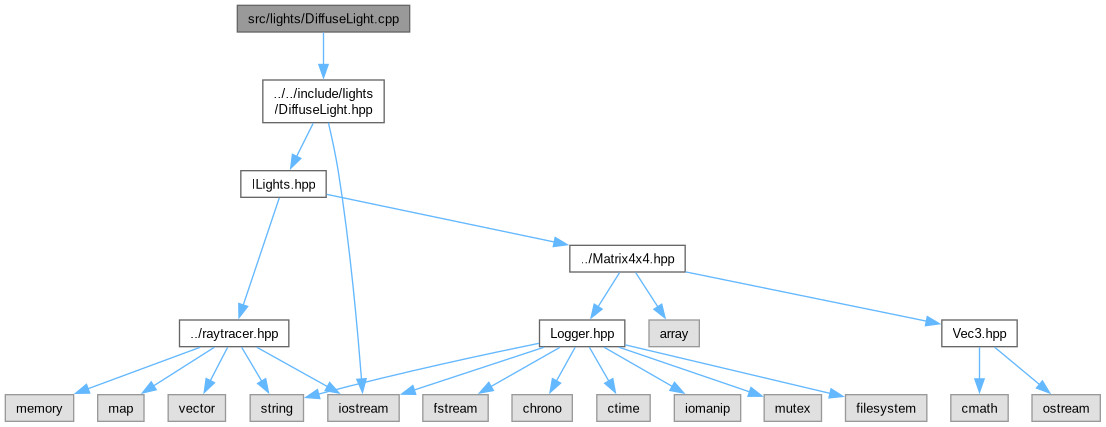 src/lights/DiffuseLight.cpp
../../include/lights
/DiffuseLight.hpp
ILights.hpp
../Matrix4x4.hpp
../raytracer.hpp
Logger.hpp
array
Vec3.hpp
memory
map
vector
string
iostream
fstream
chrono
ctime
iomanip
mutex
filesystem
cmath
ostream